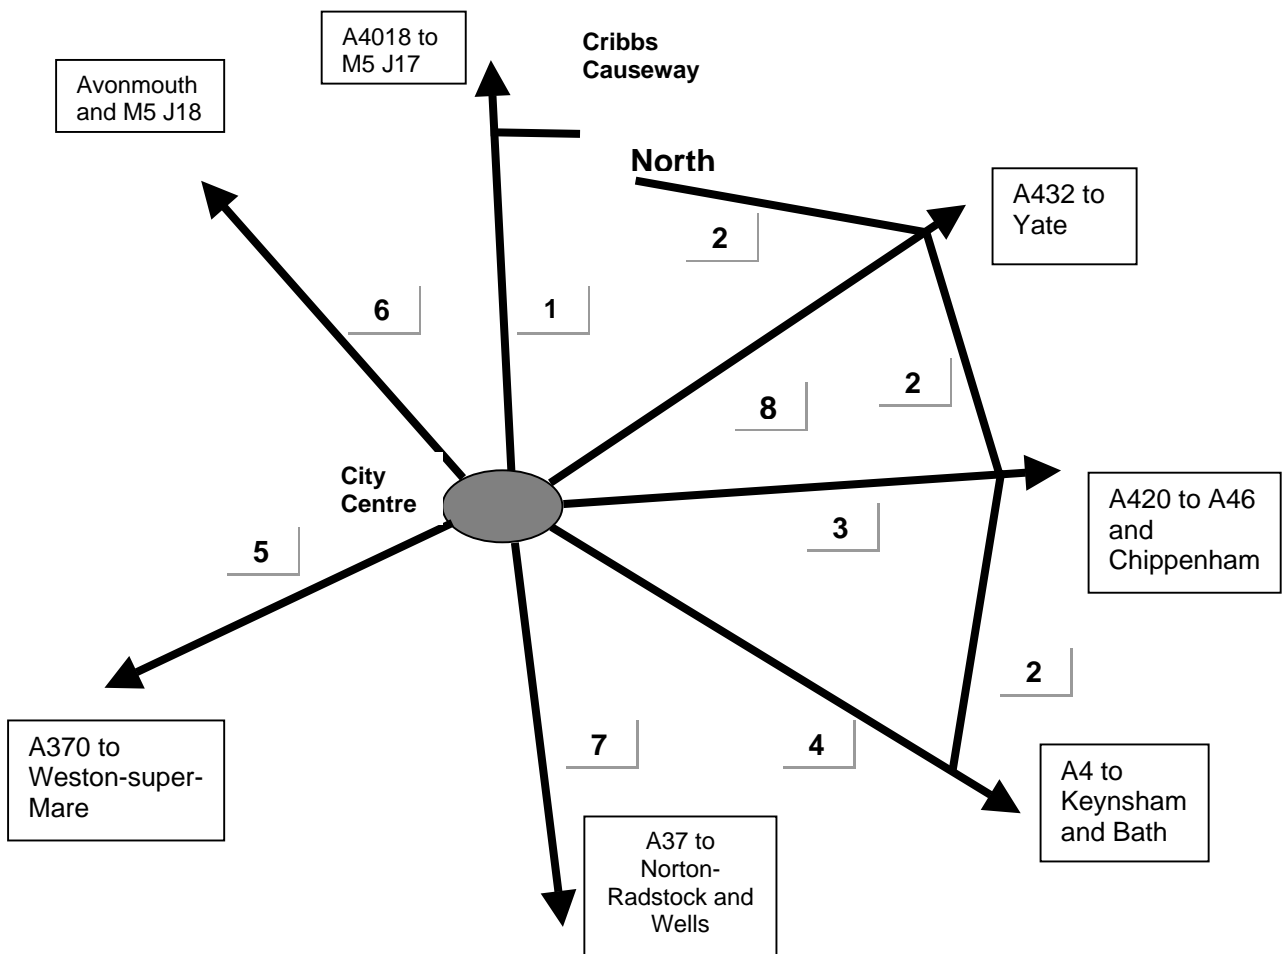 A4018 to
M5 J17
Cribbs
Causeway
Avonmouth
and M5 J18
North
A432 to
Yate
2
6
1
2
8
City
Centre
A420 to A46
and
Chippenham
3
5
2
A370 to
Weston-super-
Mare
7
4
A4 to
Keynsham
and Bath
A37 to
Norton-
Radstock and
Wells